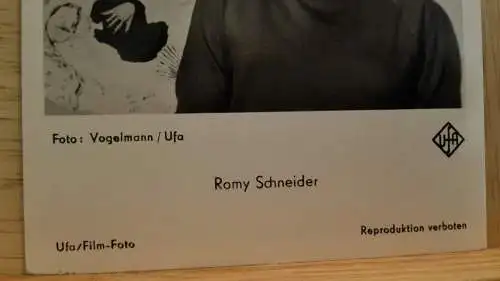 Foto: Vogelmann / Ufa
Ufa
Romy Schneider
Ufa/Film-Foto
Reproduktion verboten